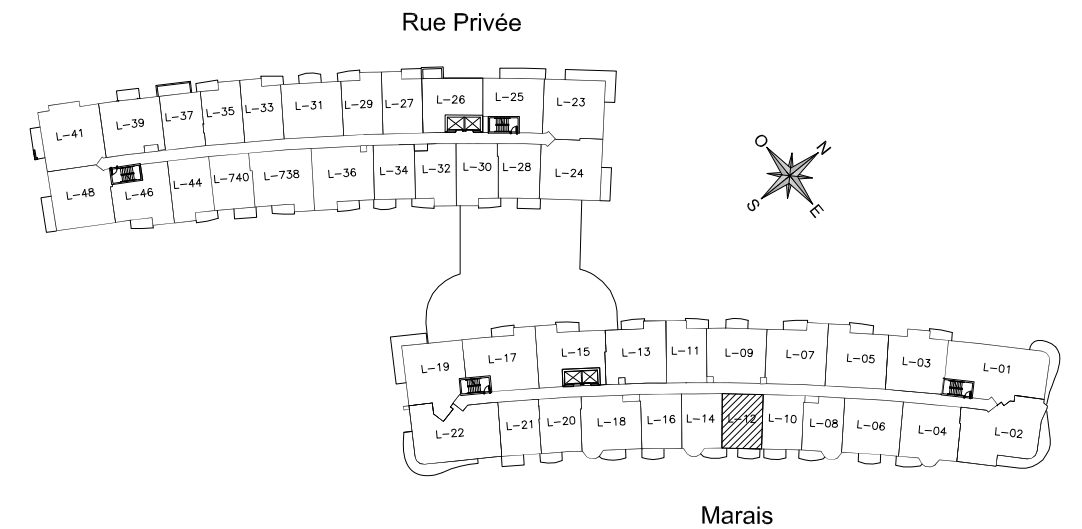 Rue Privée
L-41 L-39 L-37 L-35 L-33 L-31 L-29 L-27 L-26 L-25 L-23
L-48 L-46 L-44 L-740 L-738 L-36 L-34 L-32 L-30 L-28 L-24
O N
S E
L-19 L-17 L-15 L-13 L-11 L-09 L-07 L-05 L-03 L-01
L-22 L-21 L-20 L-18 L-16 L-14 L-12 L-10 L-08 L-06 L-04 L-02
Marais